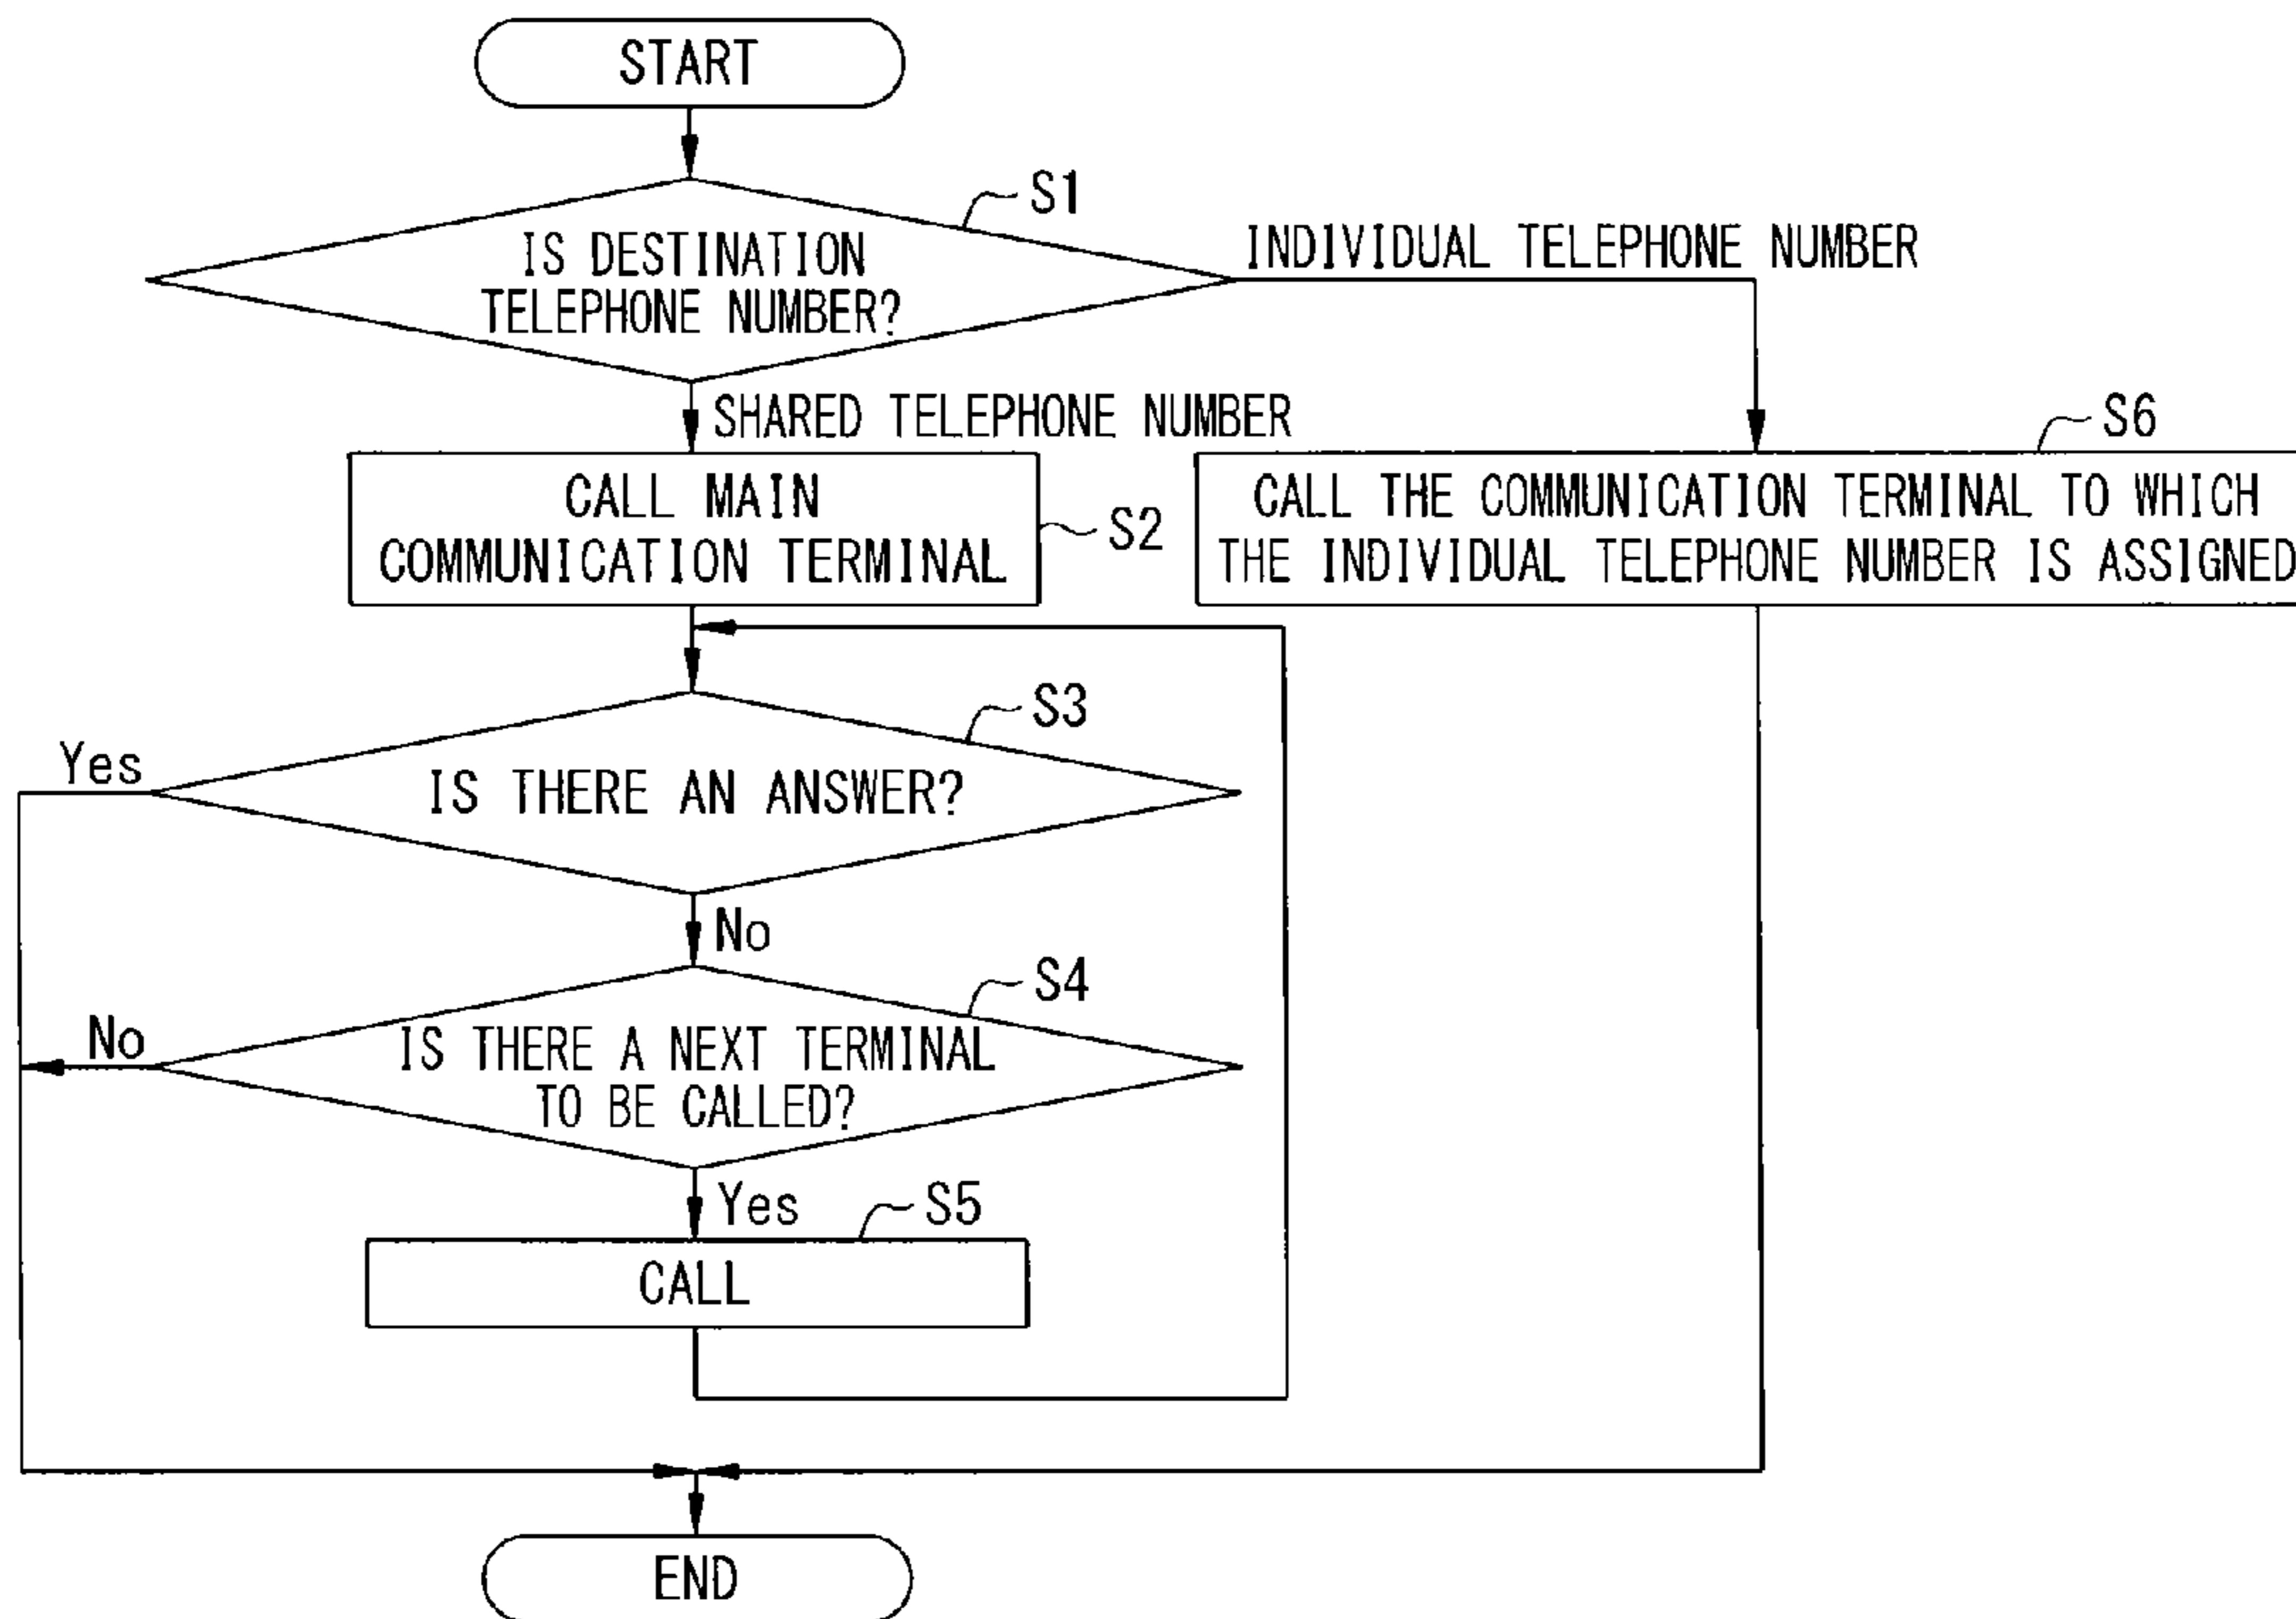 START
S1
IS DESTINATION
TELEPHONE NUMBER?
INDIVIDUAL TELEPHONE NUMBER
SHARED TELEPHONE NUMBER
CALL MAIN
COMMUNICATION TERMINAL
S2
S6
CALL THE COMMUNICATION TERMINAL TO WHICH
THE INDIVIDUAL TELEPHONE NUMBER IS ASSIGNED
S3
Yes
IS THERE AN ANSWER?
No
S4
No
IS THERE A NEXT TERMINAL
TO BE CALLED?
Yes
S5
CALL
END